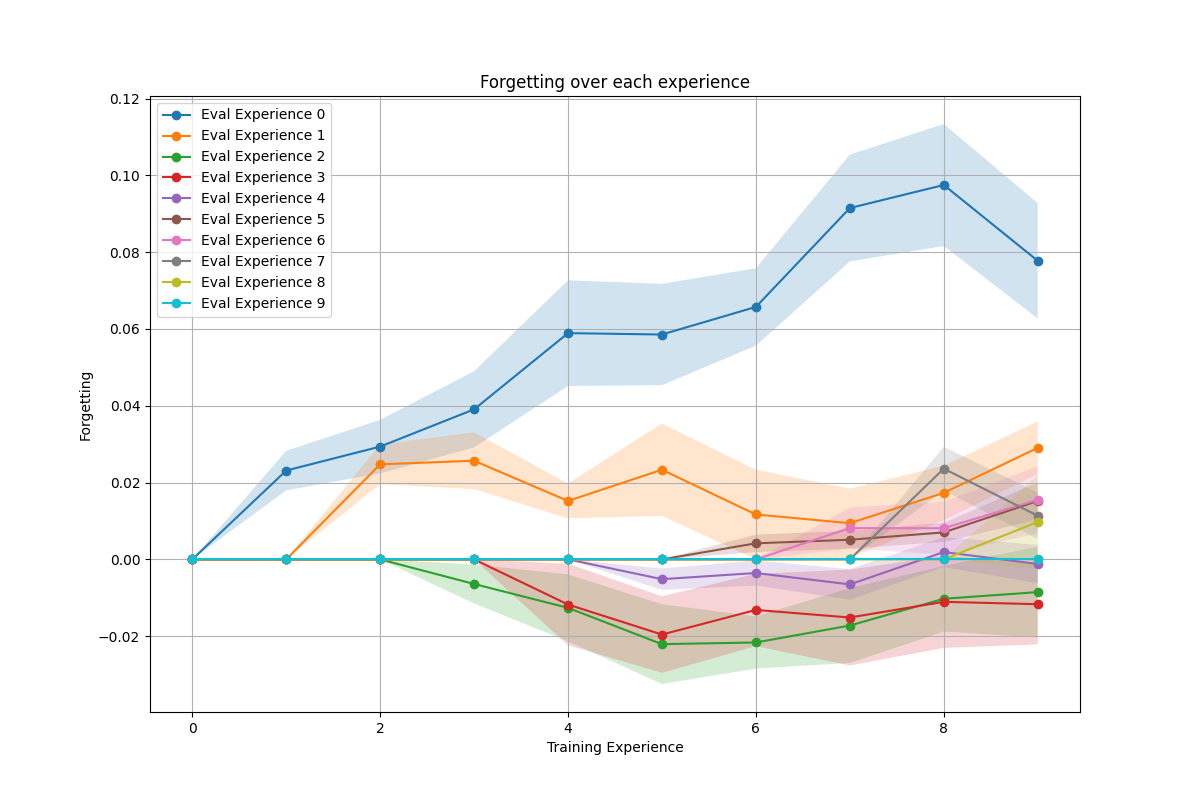 Forgetting over each experience
0.12
0.10
0.08
0.06
0.04
0.02
0.00
−0.02
Forgetting
Eval Experience 0
Eval Experience 1
Eval Experience 2
Eval Experience 3
Eval Experience 4
Eval Experience 5
Eval Experience 6
Eval Experience 7
Eval Experience 8
Eval Experience 9
0 2 4 6 8
Training Experience